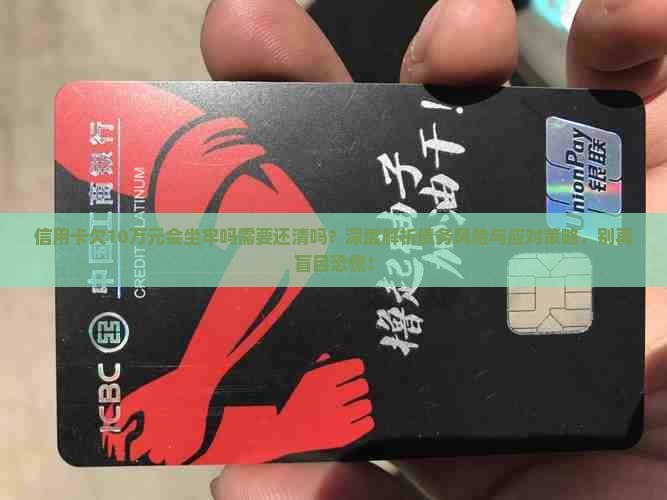 中国工商银行
CREDIT PLATINUM
ICBC
撸起袖子
加油干！
UnionPay
银联
信用卡欠10万元会坐牢吗需要还清吗？深度解析债务风险与应对策略，别再
盲目恐慌！